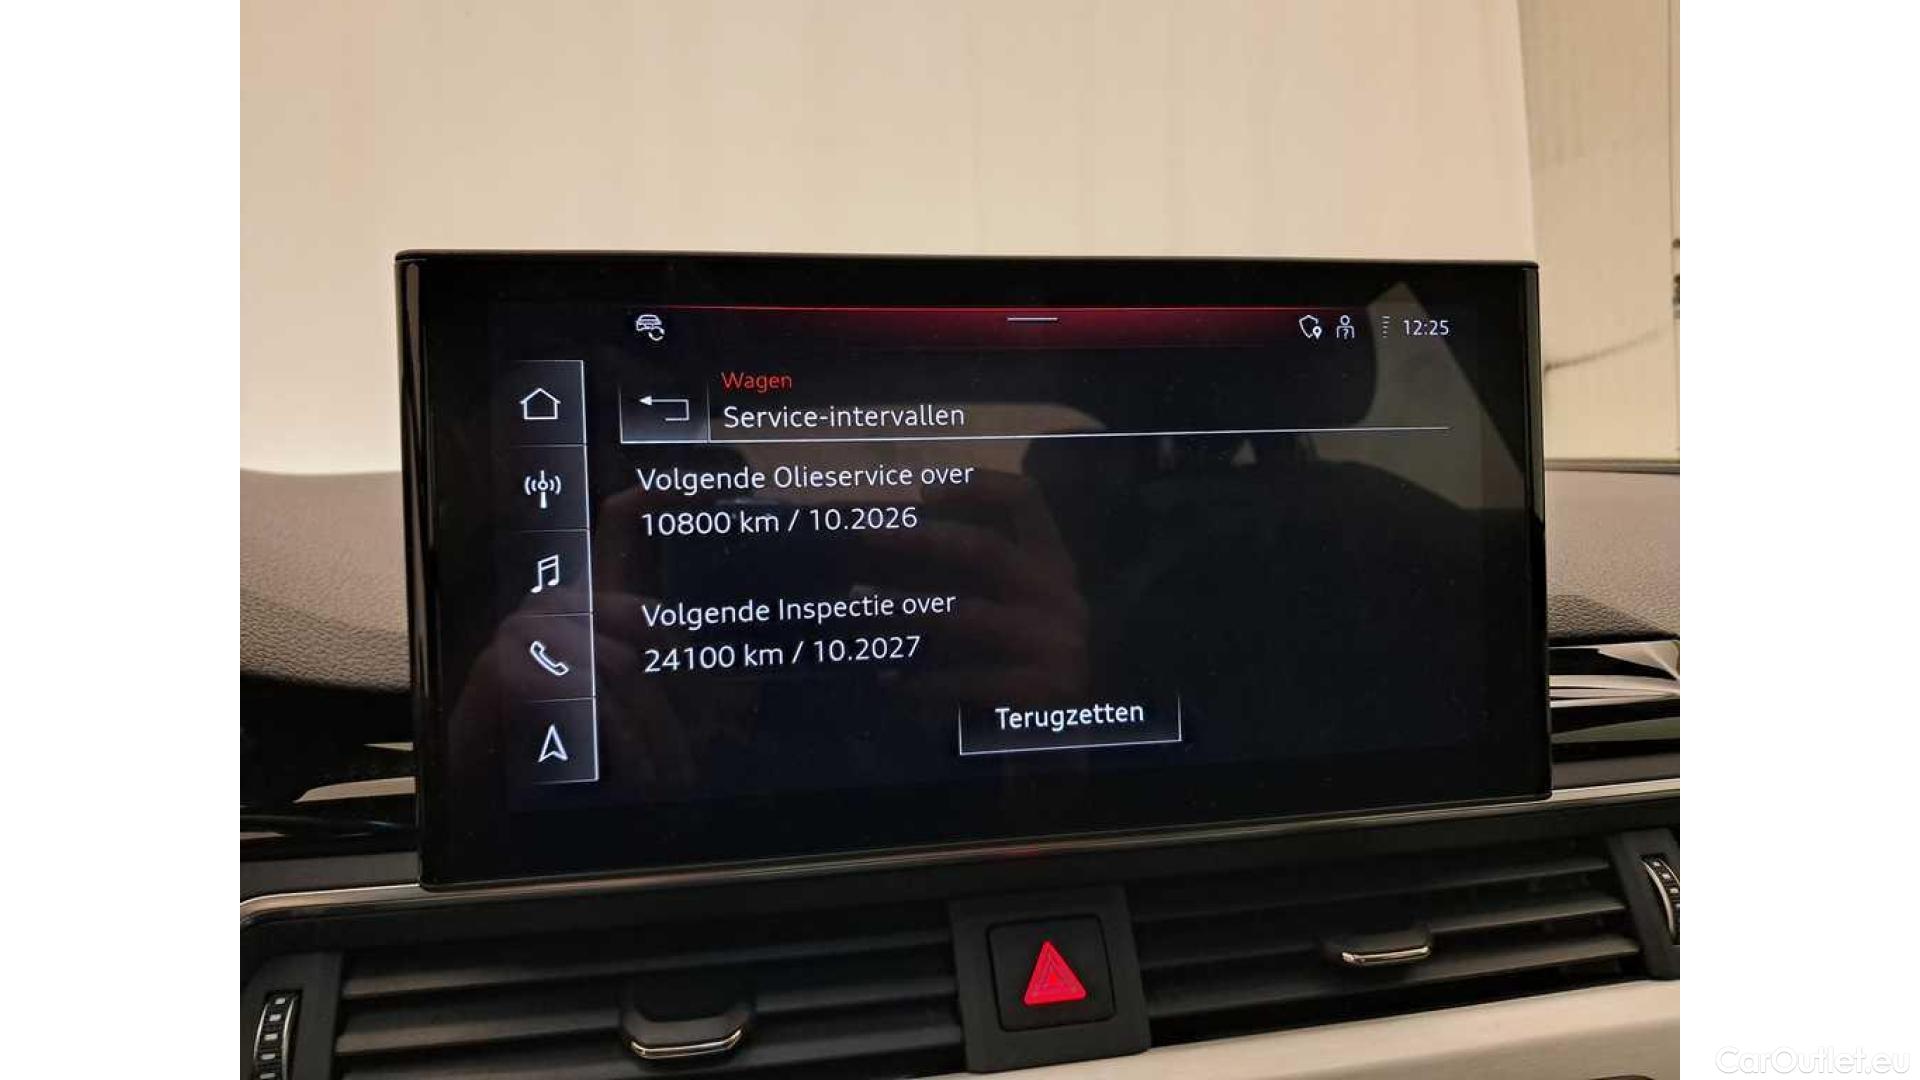 12:25
Wagen
Service-intervallen
Volgende Olieservice over
10800 km / 10.2026
Volgende Inspectie over
24100 km / 10.2027
Terugzetten
CarOutlet.eu